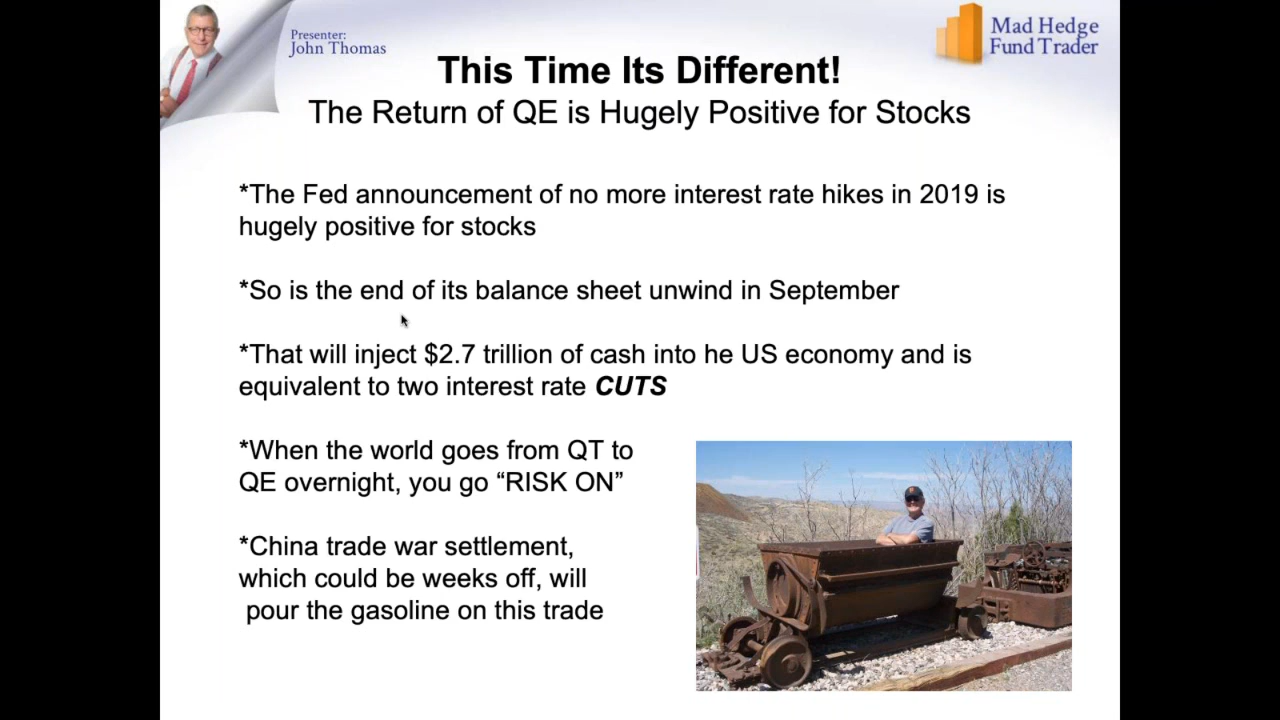 Presenter:
John Thomas
Mad Hedge
Fund Trader
This Time Its Different!
The Return of QE is Hugely Positive for Stocks
*The Fed announcement of no more interest rate hikes in 2019 is
hugely positive for stocks
*So is the end of its balance sheet unwind in September
*That will inject $2.7 trillion of cash into he US economy and is
equivalent to two interest rate CUTS
*When the world goes from QT to
QE overnight, you go “RISK ON”
*China trade war settlement,
which could be weeks off, will
pour the gasoline on this trade